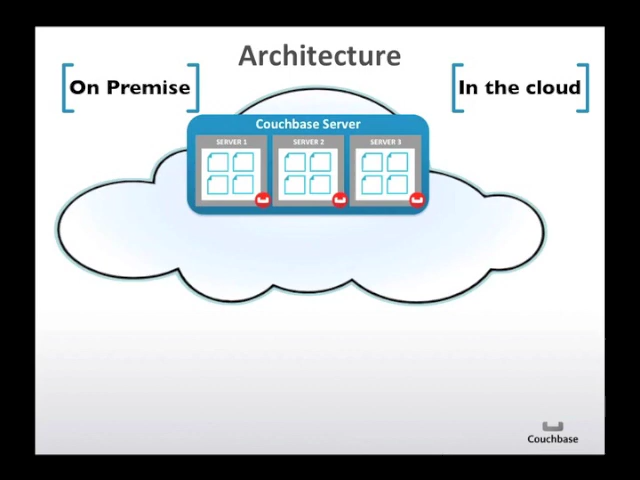 Architecture
On Premise
In the cloud
Couchbase Server
SERVER 1
SERVER 2
SERVER 3
Couchbase